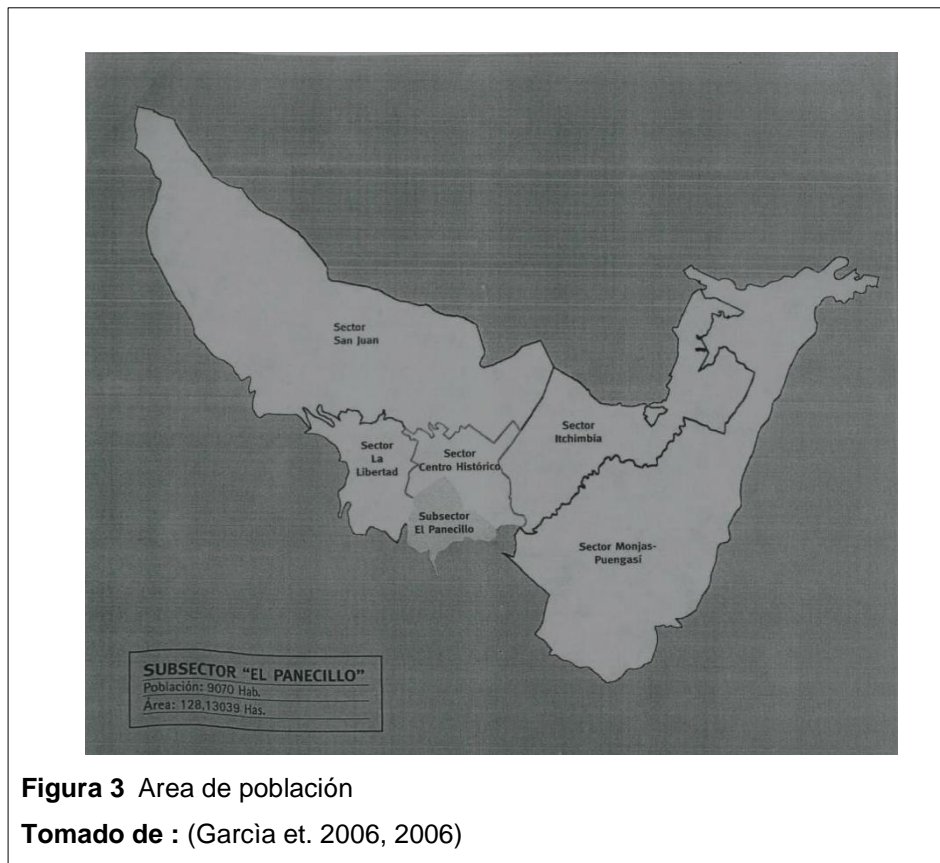 Sector
San Juan
Sector
Itchimbia
Sector
La
Libertad
Sector
Centro Histórico
Subsector
El Panecillo
Sector Monjas-
Puengasí
SUBSECTOR "EL PANECILLO"
Población: 9070 Hab.
Área: 128,13039 Has.
Figura 3 Area de población
Tomado de : (Garcìa et. 2006, 2006)